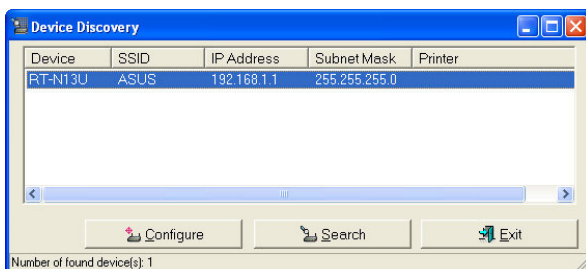 Device Discovery
Device SSID IP Address Subnet Mask Printer
RT-N13U ASUS 192.168.1.1 255.255.255.0
Configure Search Exit
Number of found device(s): 1